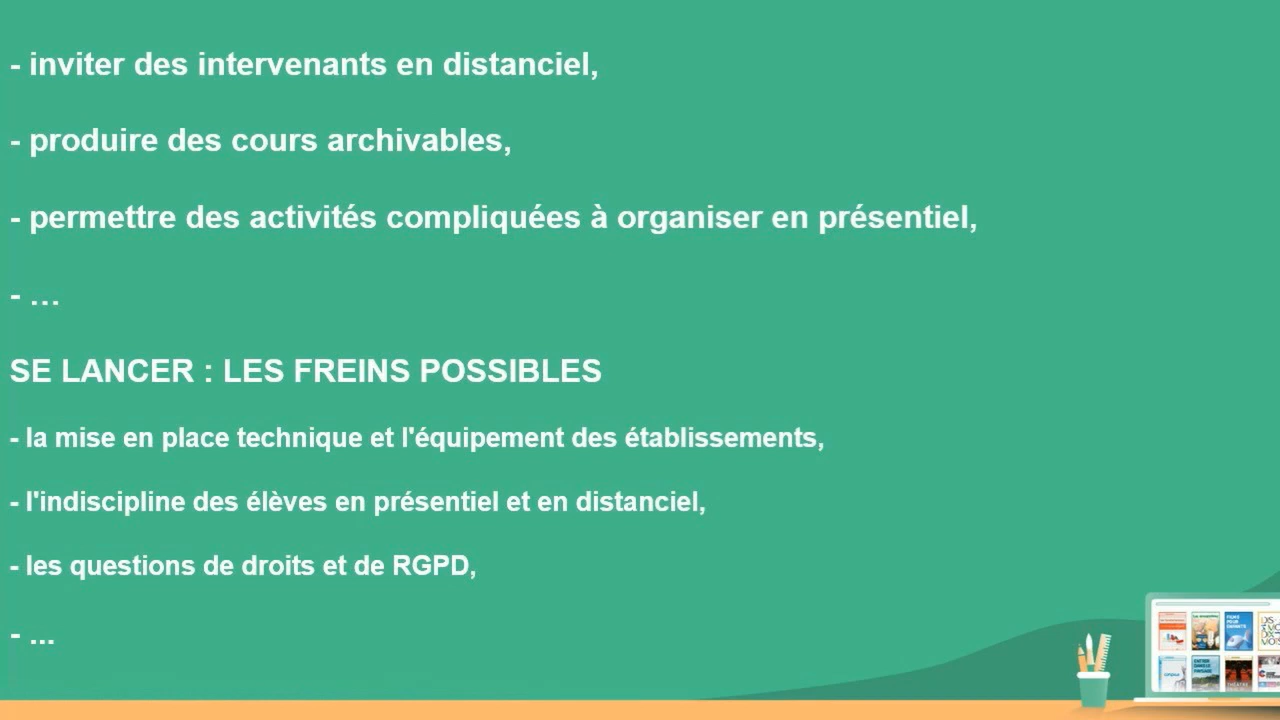 - inviter des intervenants en distanciel,
- produire des cours archivables,
- permettre des activités compliquées à organiser en présentiel,
- ...
SE LANCER : LES FREINS POSSIBLES
- la mise en place technique et l'équipement des établissements,
- l'indiscipline des élèves en présentiel et en distanciel,
- les questions de droits et de RGPD,
- ...